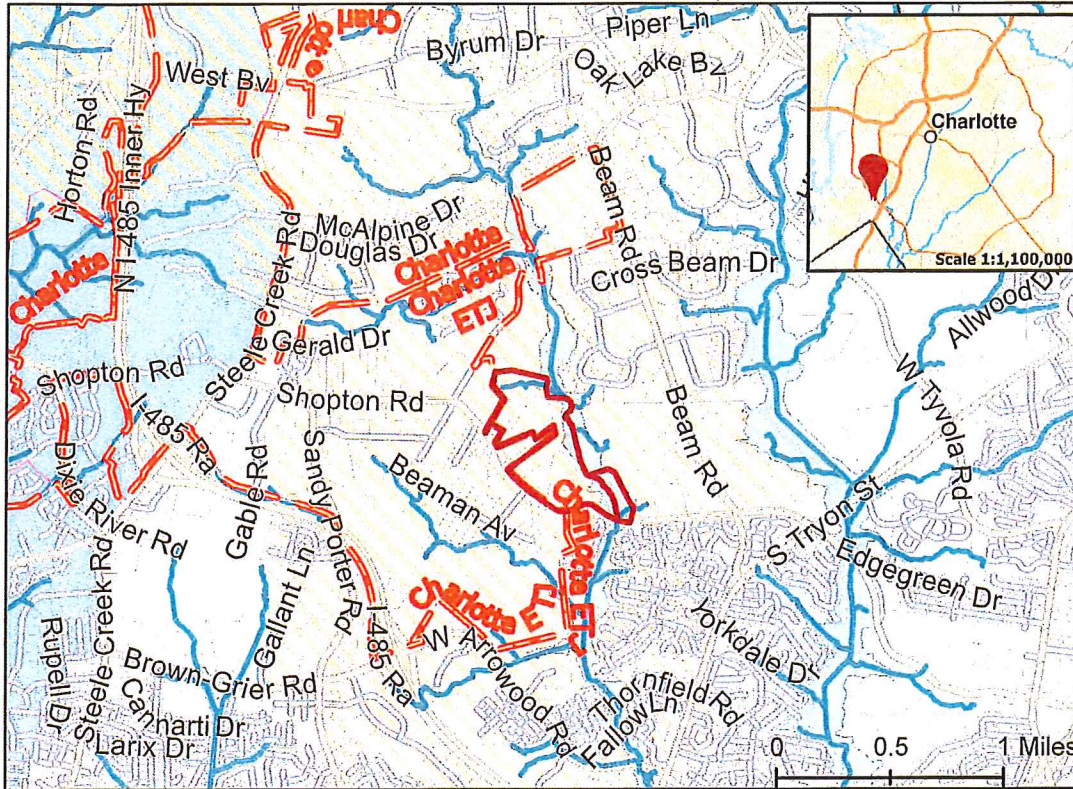 Piper Ln
Charlotte
Byrum Dr
Oak Lake Bv
West Bv
Horton Rd
N I-485 Inner Hy
Charlotte
Scale 1:1,100,000
Beam Rd
McAlpine Dr
Douglas Dr
Steele Creek Rd
Charlotte
Charlotte
ETJ
Charlotte
Cross Beam Dr
Allwood Dr
Gerald Dr
Shopton Rd
Shopton Rd
I-485 Ra
W Tyvola Rd
Beam Rd
Sandy Porter Rd
Gable Rd
Beaman Av
Dixie River Rd
Charlotte ETJ
S Tryon St
Edgegreen Dr
Gallant Ln
Charlotte
ETJ
I-485 Ra
W Arrowood Rd
Yorkdale Dr
Rupell Dr
Steele Creek Rd
Brown-Grier Rd
Cannarti Dr
Larix Dr
Thornfield Rd
Fallow Ln
0 0.5 1 Miles